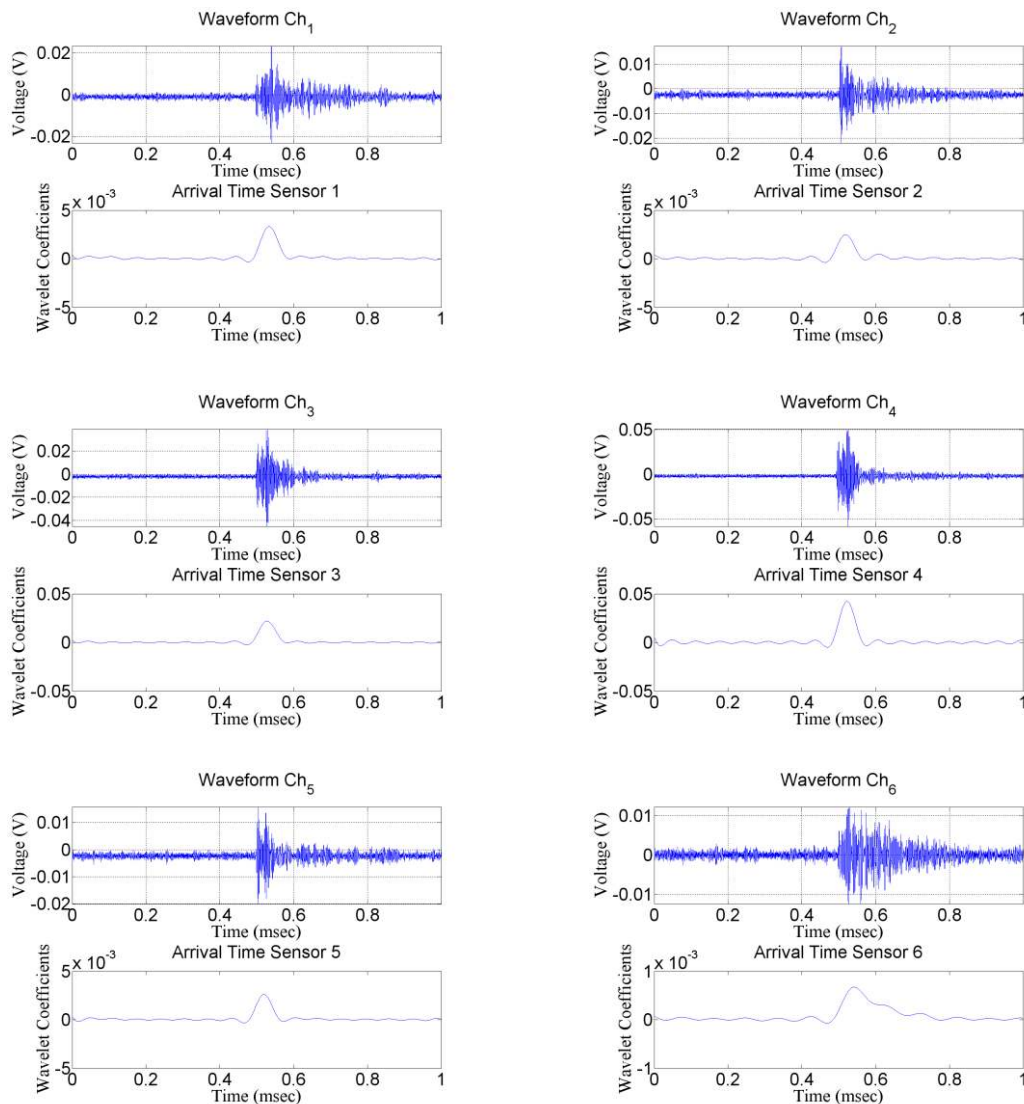 Waveform Ch1
Voltage (V)
0.02
0
-0.02
0 0.2 0.4 0.6 0.8
Time (msec)
Arrival Time Sensor 1
Wavelet Coefficients
x 10-3
5
0
-5
0 0.2 0.4 0.6 0.8 1
Time (msec)
Waveform Ch2
Voltage (V)
0.01
0
-0.01
-0.02
0 0.2 0.4 0.6 0.8
Time (msec)
Arrival Time Sensor 2
Wavelet Coefficients
x 10-3
5
0
-5
0 0.2 0.4 0.6 0.8 1
Time (msec)
Waveform Ch3
Voltage (V)
0.02
0
-0.02
-0.04
0 0.2 0.4 0.6 0.8
Time (msec)
Arrival Time Sensor 3
Wavelet Coefficients
0.05
0
-0.05
0 0.2 0.4 0.6 0.8 1
Time (msec)
Waveform Ch4
Voltage (V)
0.05
0
-0.05
0 0.2 0.4 0.6 0.8
Time (msec)
Arrival Time Sensor 4
Wavelet Coefficients
0.05
0
-0.05
0 0.2 0.4 0.6 0.8 1
Time (msec)
Waveform Ch5
Voltage (V)
0.01
0
-0.01
-0.02
0 0.2 0.4 0.6 0.8
Time (msec)
Arrival Time Sensor 5
Wavelet Coefficients
x 10-3
5
0
-5
0 0.2 0.4 0.6 0.8 1
Time (msec)
Waveform Ch6
Voltage (V)
0.01
0
-0.01
0 0.2 0.4 0.6 0.8
Time (msec)
Arrival Time Sensor 6
Wavelet Coefficients
x 10-3
1
0
-1
0 0.2 0.4 0.6 0.8 1
Time (msec)